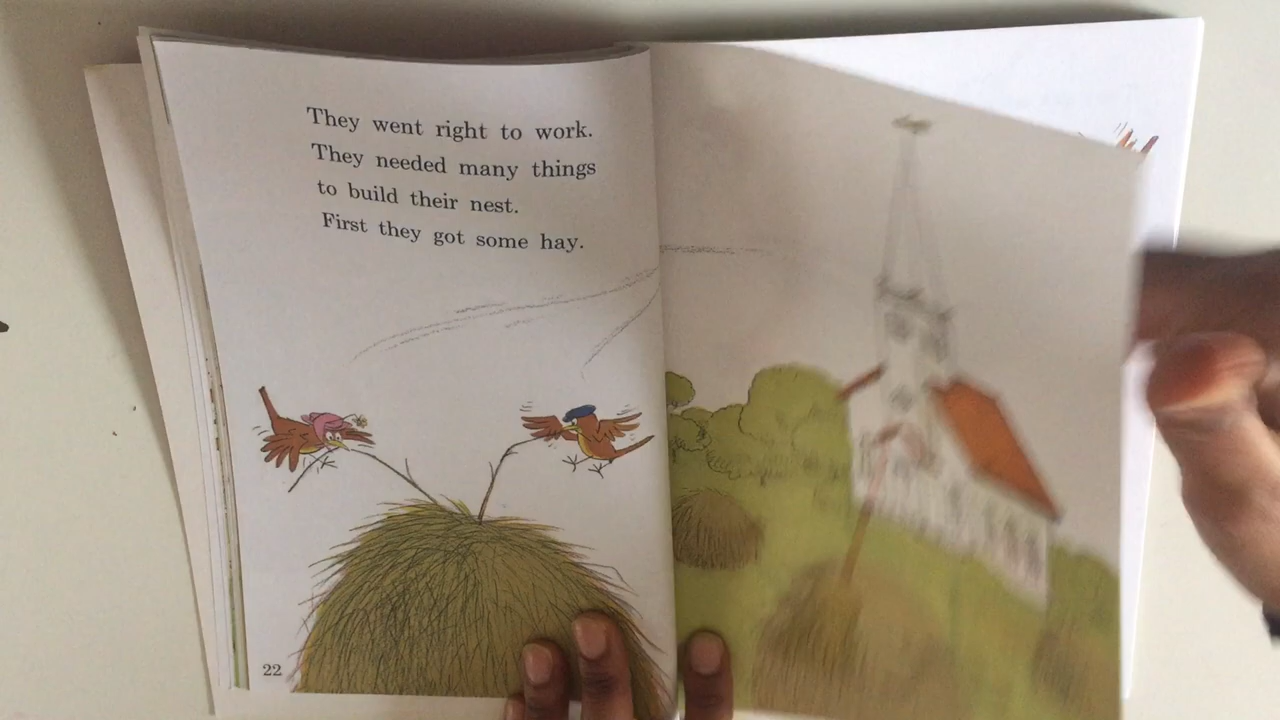 They went right to work.
They needed many things
to build their nest.
First they got some hay.
22